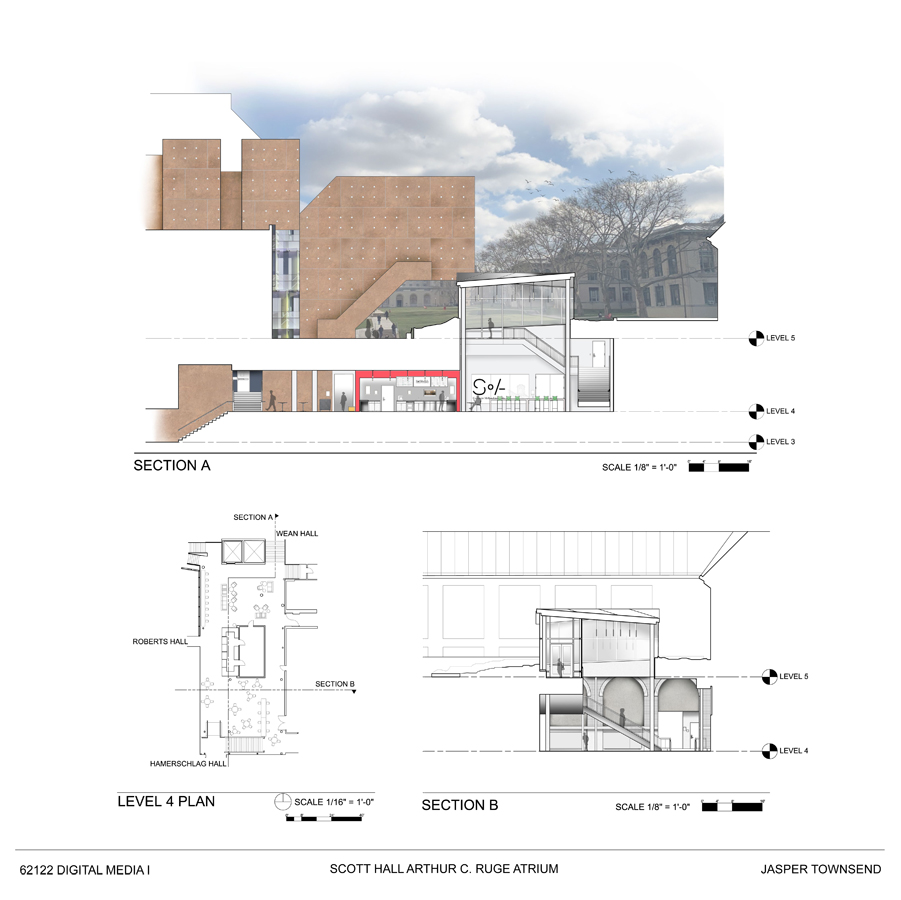 LEVEL 5
LEVEL 4
LEVEL 3
SECTION A
SCALE 1/8" = 1'-0"
SECTION A
WEAN HALL
ROBERTS HALL
SECTION B
HAMERSCHLAG HALL
LEVEL 5
LEVEL 4
LEVEL 4 PLAN
SCALE 1/16" = 1'-0"
SECTION B
SCALE 1/8" = 1'-0"
62122 DIGITAL MEDIA I
SCOTT HALL ARTHUR C. RUGE ATRIUM
JASPER TOWNSEND